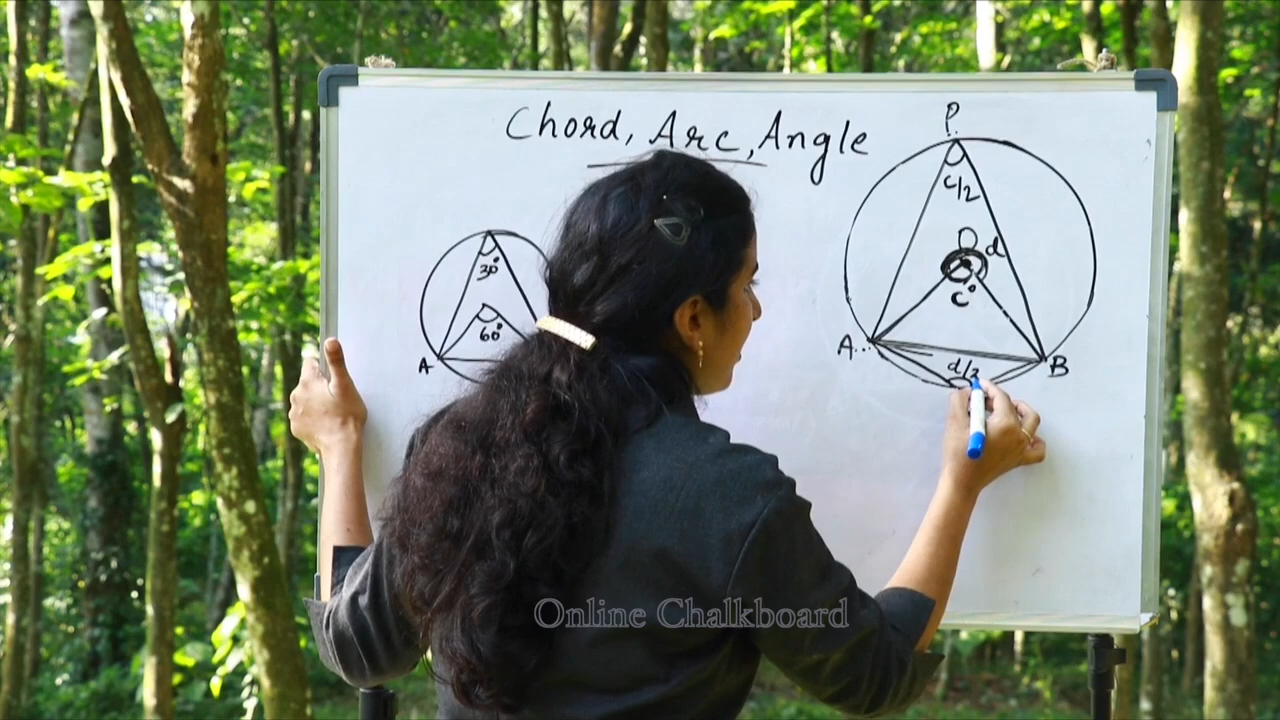 Chord, Arc, Angle
P
c/2
O
d
c°
A
B
d/2
30°
60°
A
Online Chalkboard